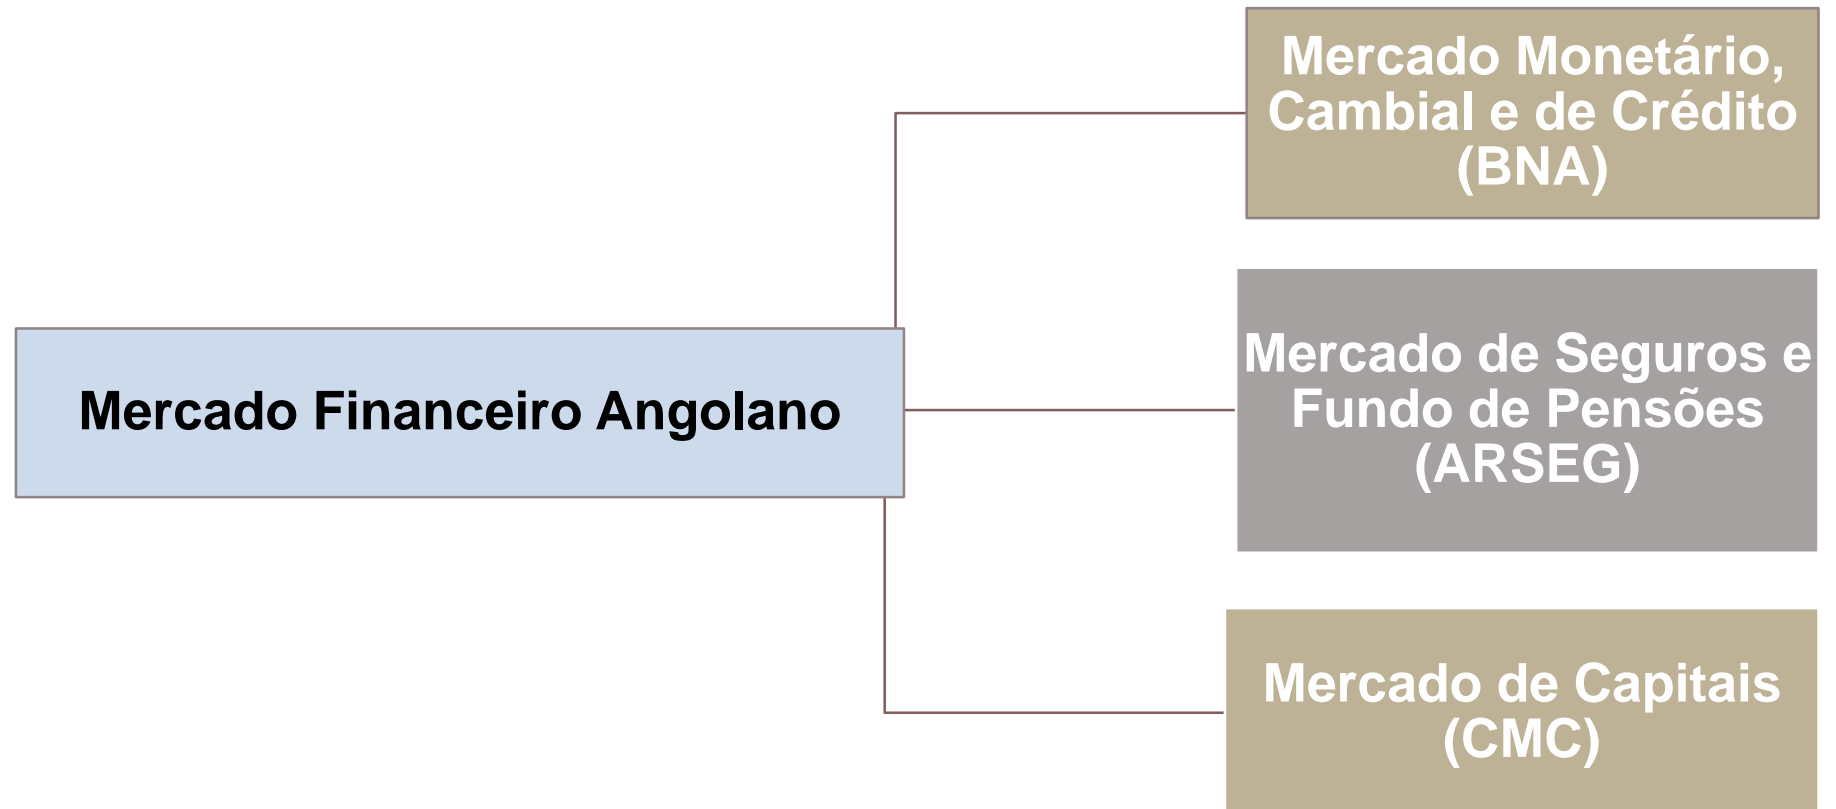 Mercado Monetário,
Cambial e de Crédito
(BNA)
Mercado Financeiro Angolano
Mercado de Seguros e
Fundo de Pensões
(ARSEG)
Mercado de Capitais
(CMC)